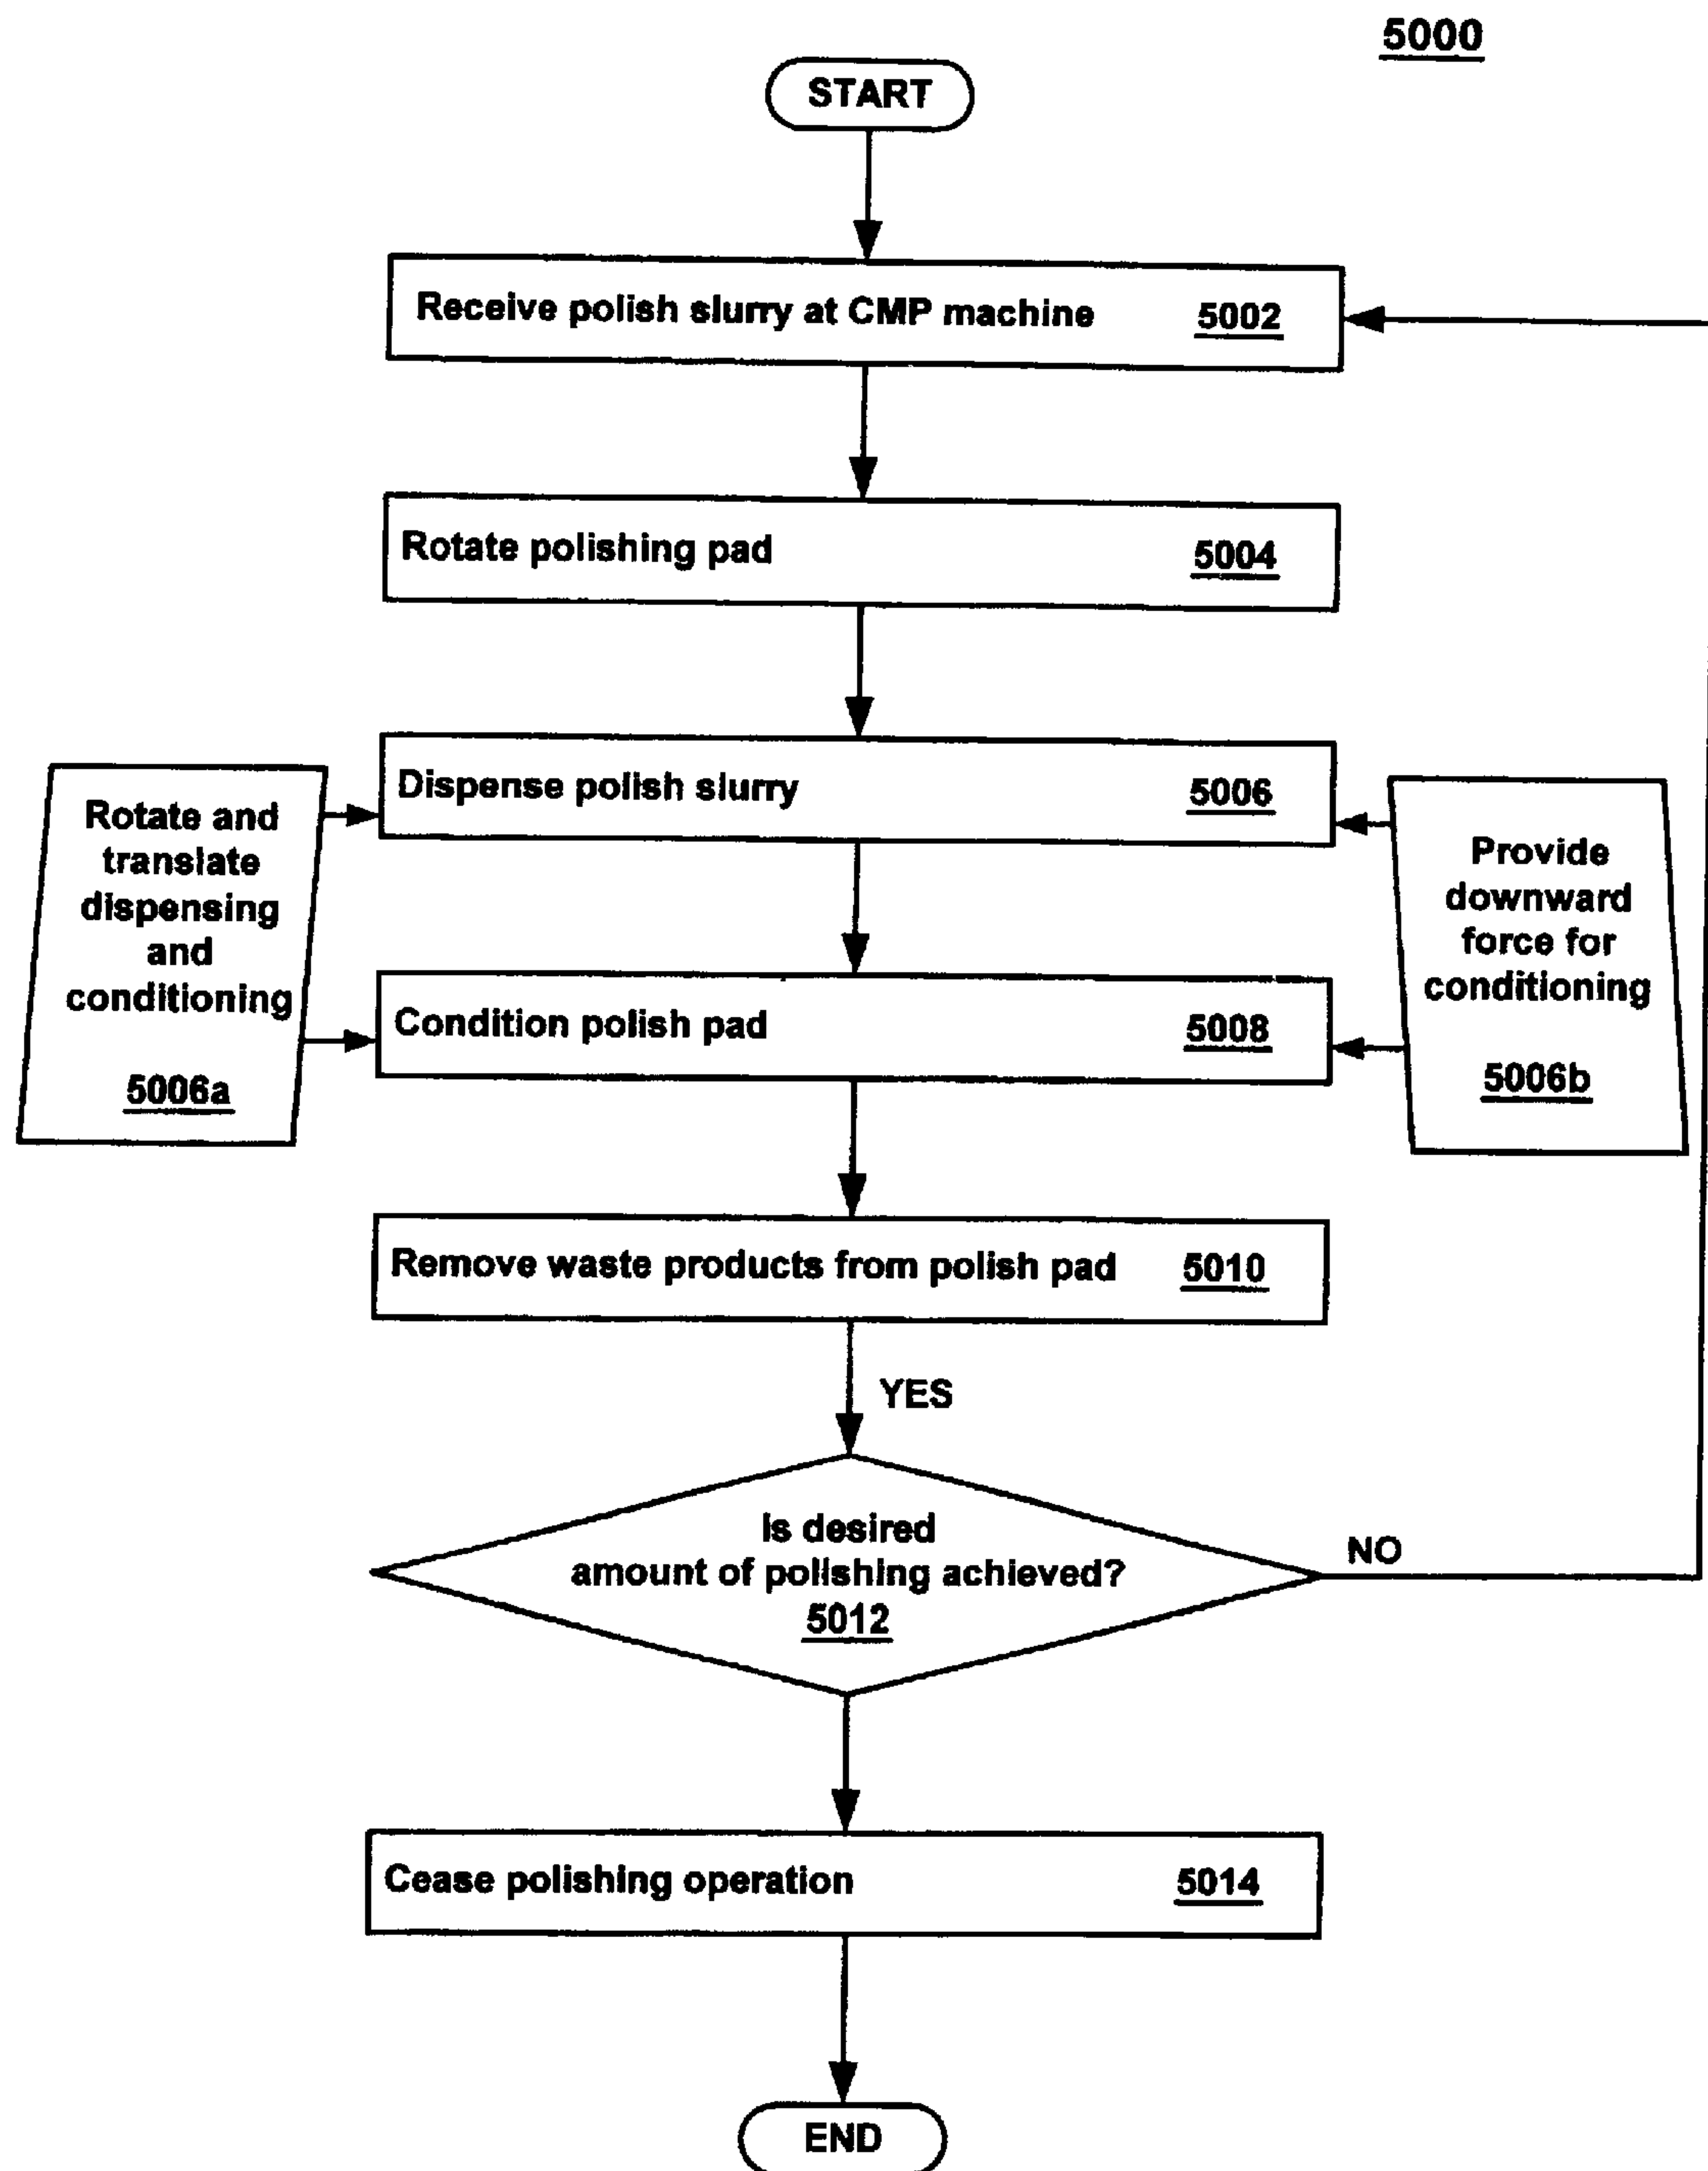 5000
START
Receive polish slurry at CMP machine 5002
Rotate polishing pad 5004
Dispense polish slurry 5006
Rotate and
translate
dispensing
and
conditioning
5006a
Provide
downward
force for
conditioning
5006b
Condition polish pad 5008
Remove waste products from polish pad 5010
YES
Is desired
amount of polishing achieved?
5012
NO
Cease polishing operation 5014
END